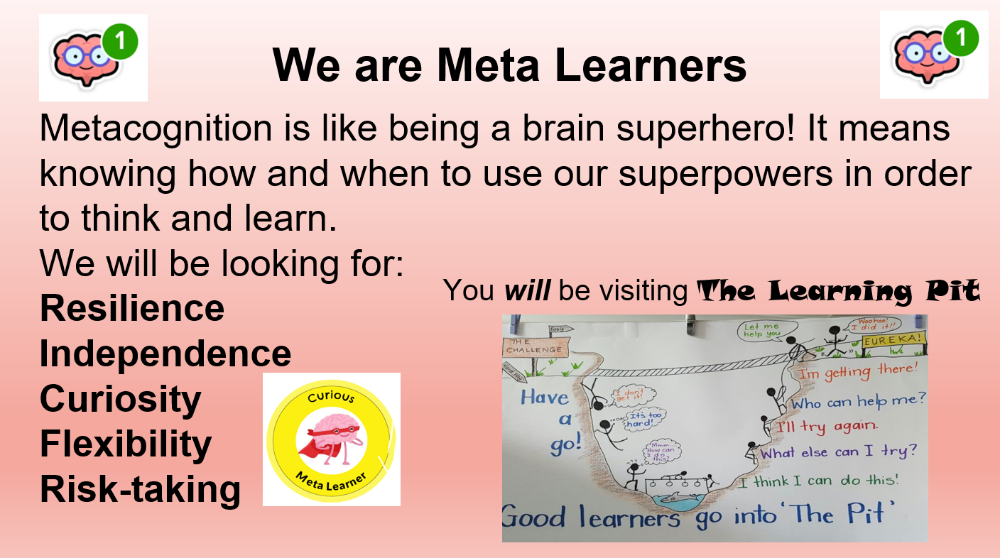 1
1
We are Meta Learners
Metacognition is like being a brain superhero! It means
knowing how and when to use our superpowers in order
to think and learn.
We will be looking for:
Resilience
Independence
Curiosity
Flexibility
Risk-taking
Curious
Meta Learner
You will be visiting The Learning Pit
Easy
THE
CHALLENGE
Have
a
go!
I don't
get it!
It's too
hard!
Mmm....
How can
I do
this?
Let me
help you
Woohoo!
I did it!!
EUREKA!
I'm getting there!
Who can help me?
I'll try again.
What else can I try?
I think I can do this!
Good learners go into 'The Pit'